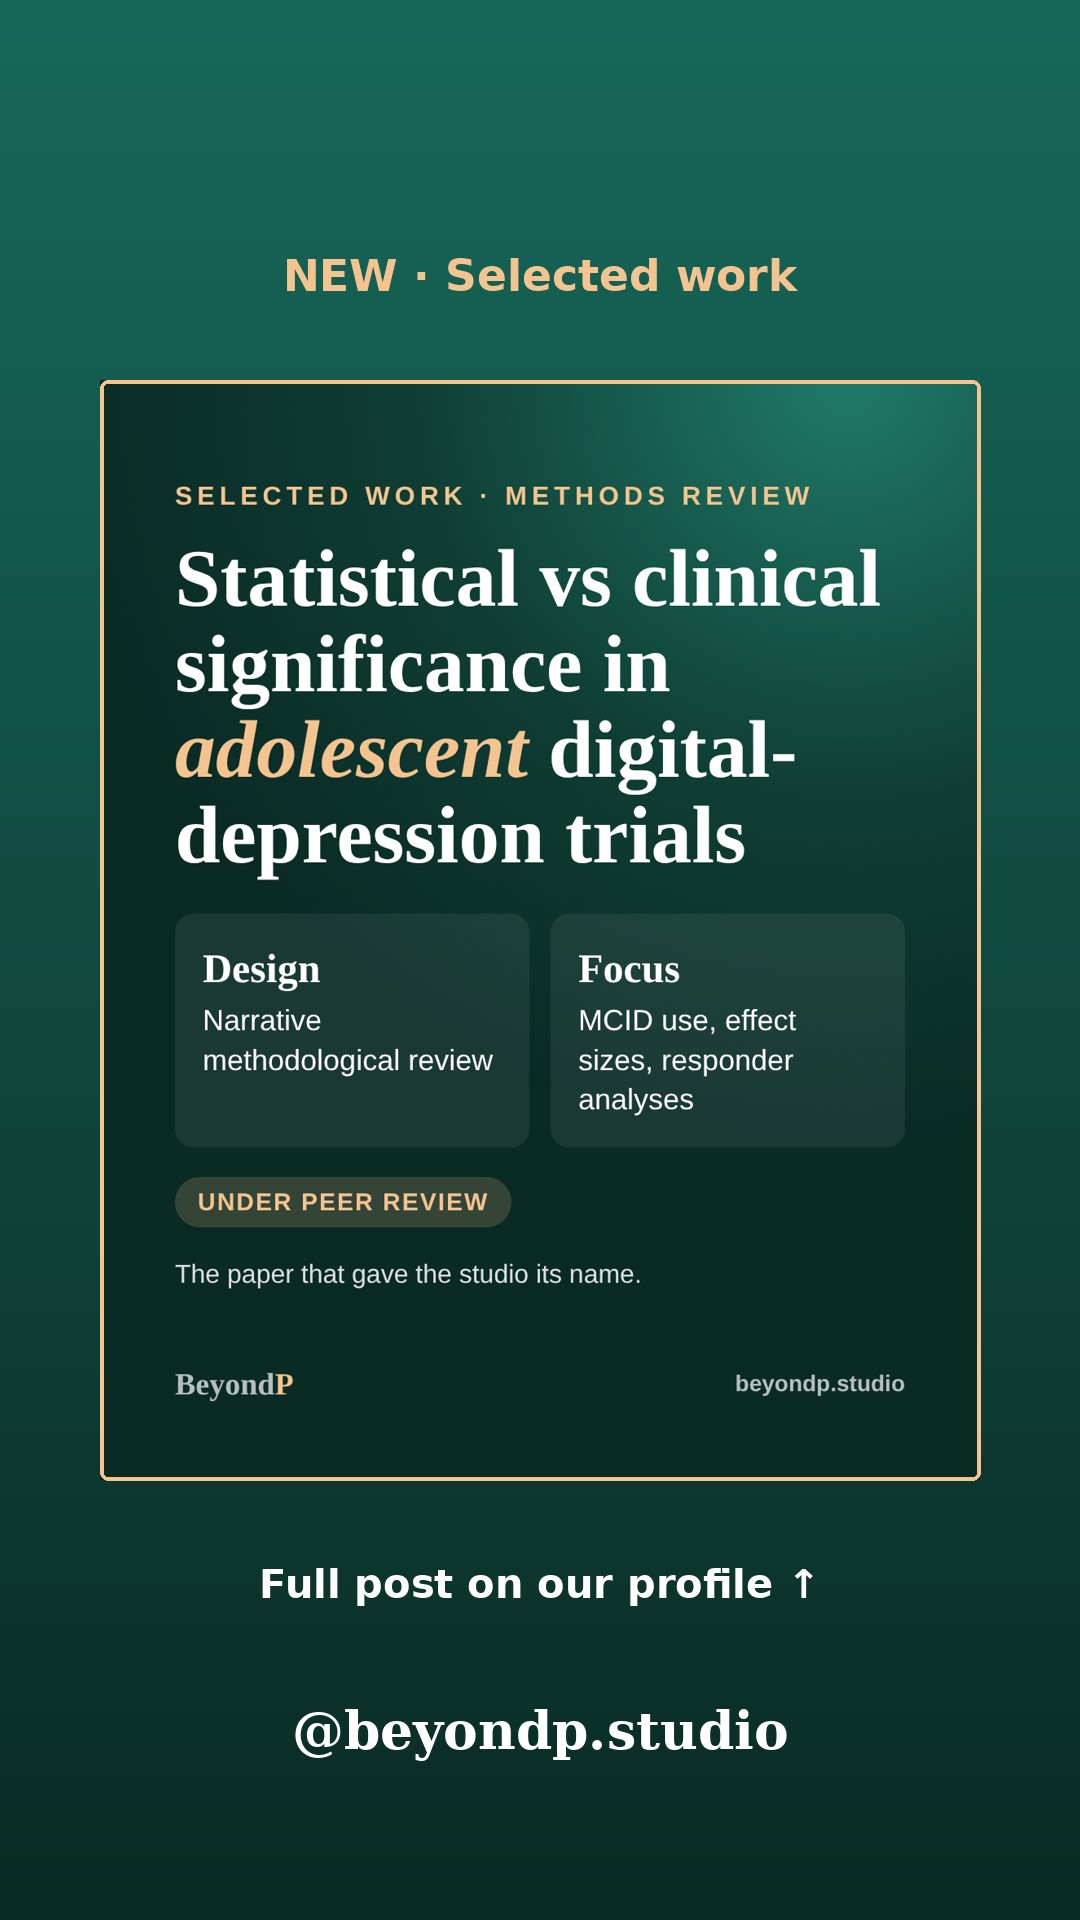 NEW · Selected work
SELECTED WORK · METHODS REVIEW
Statistical vs clinical
significance in
adolescent digital-
depression trials
Design
Narrative
methodological review
Focus
MCID use, effect
sizes, responder
analyses
UNDER PEER REVIEW
The paper that gave the studio its name.
BeyondP
beyondp.studio
Full post on our profile ↑
@beyondp.studio